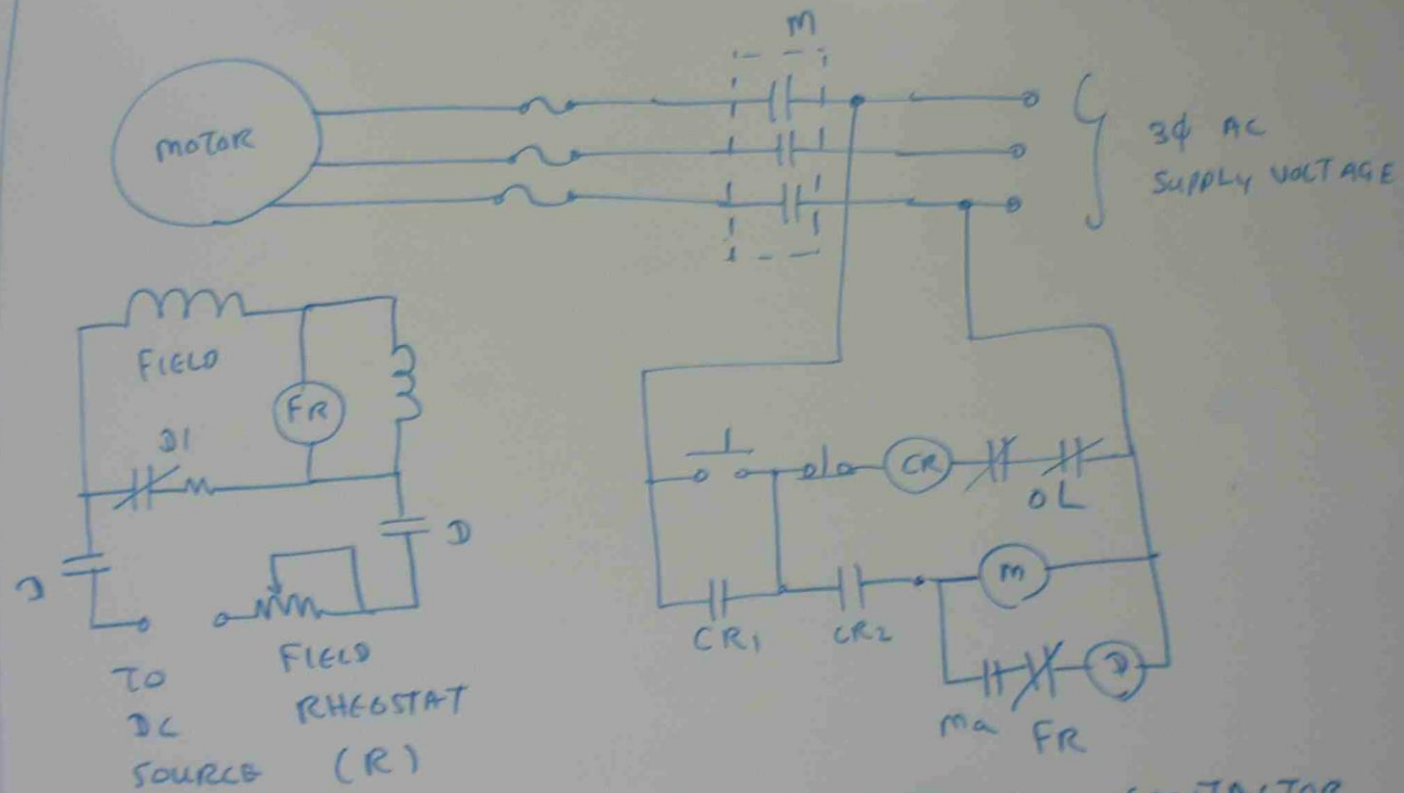 M
MOTOR
3ϕ AC
SUPPLY VOLTAGE
FIELD
FR
D1
D
D
TO
DC
SOURCE
FIELD
RHEOSTAT
(R)
CR
OL
M
CR1
CR2
D
Ma
FR